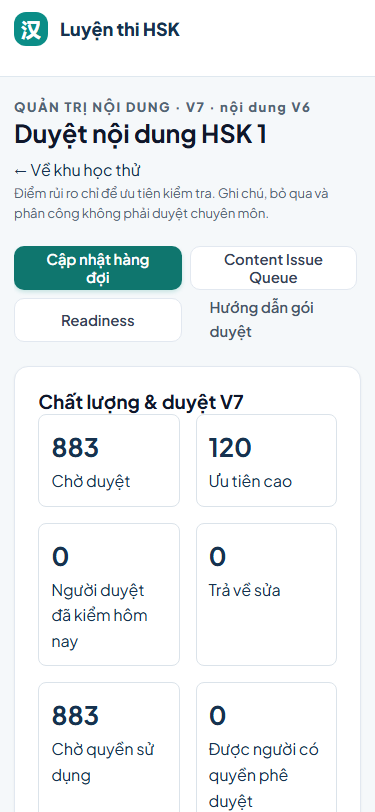 汉 Luyện thi HSK
QUẢN TRỊ NỘI DUNG · V7 · nội dung V6
Duyệt nội dung HSK 1
← Về khu học thử
Điểm rủi ro chỉ để ưu tiên kiểm tra. Ghi chú, bỏ qua và
phân công không phải duyệt chuyên môn.
Cập nhật hàng
đợi
Content Issue
Queue
Readiness
Hướng dẫn gói
duyệt
Chất lượng & duyệt V7
883
Chờ duyệt
120
Ưu tiên cao
0
Người duyệt
đã kiểm hôm
nay
0
Trả về sửa
883
Chờ quyền sử
dụng
0
Được người có
quyền phê
duyệt